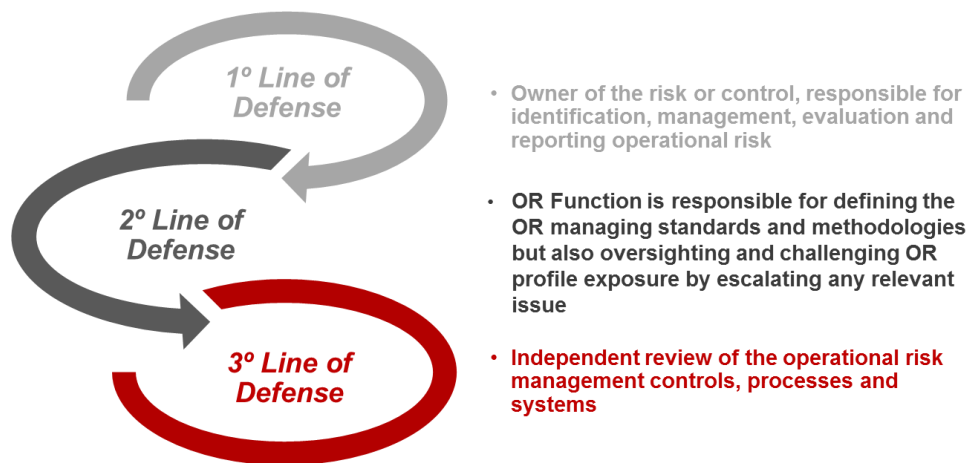 1º Line of
Defense
• Owner of the risk or control, responsible for
identification, management, evaluation and
reporting operational risk
2º Line of
Defense
• OR Function is responsible for defining the
OR managing standards and methodologies
but also oversighting and challenging OR
profile exposure by escalating any relevant
issue
3º Line of
Defense
• Independent review of the operational risk
management controls, processes and
systems